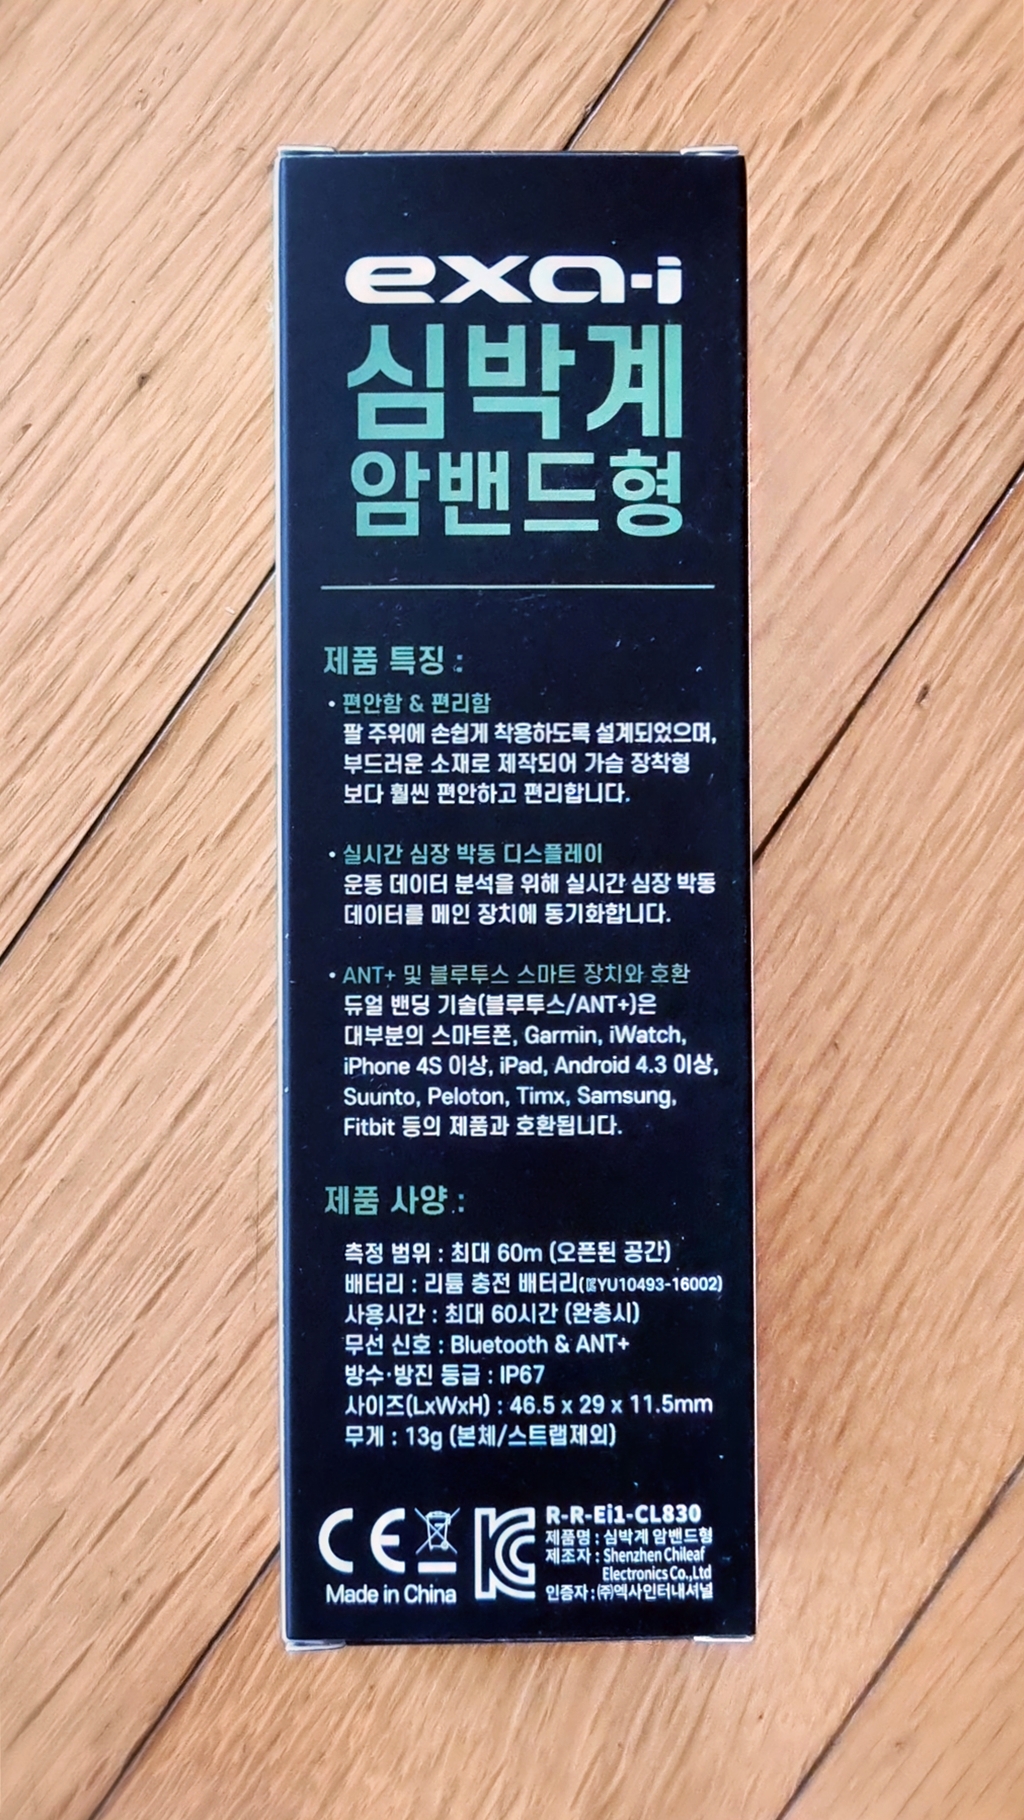 exa-i
심박계
암밴드형
제품 특징 :
• 편안함 & 편리함
팔 주위에 손쉽게 착용하도록 설계되었으며,
부드러운 소재로 제작되어 가슴 장착형
보다 훨씬 편안하고 편리합니다.
• 실시간 심장 박동 디스플레이
운동 데이터 분석을 위해 실시간 심장 박동
데이터를 메인 장치에 동기화합니다.
• ANT+ 및 블루투스 스마트 장치와 호환
듀얼 밴딩 기술(블루투스/ANT+)은
대부분의 스마트폰, Garmin, iWatch,
iPhone 4S 이상, iPad, Android 4.3 이상,
Suunto, Peloton, Timx, Samsung,
Fitbit 등의 제품과 호환됩니다.
제품 사양 :
측정 범위 : 최대 60m (오픈된 공간)
배터리 : 리튬 충전 배터리(YU10493-16002)
사용시간 : 최대 60시간 (완충시)
무선 신호 : Bluetooth & ANT+
방수·방진 등급 : IP67
사이즈(LxWxH) : 46.5 x 29 x 11.5mm
무게 : 13g (본체/스트랩제외)
CE
Made in China
R-R-Ei1-CL830
제품명 : 심박계 암밴드형
제조자 : Shenzhen Chileaf
Electronics Co.,Ltd
인증자 : ㈜엑사인터내셔널